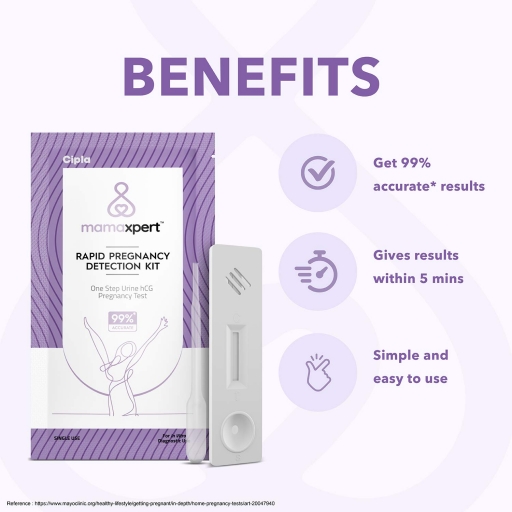 BENEFITS
Cipla
mamaxpert™
RAPID PREGNANCY
DETECTION KIT
One Step Urine hCG
Pregnancy Test
99%*
ACCURATE
SINGLE USE
For In Vitro
Diagnostic
Get 99%
accurate* results
Gives results
within 5 mins
Simple and
easy to use
Reference : https://www.mayoclinic.org/healthy-lifestyle/getting-pregnant/in-depth/home-pregnancy-tests/art-20047940